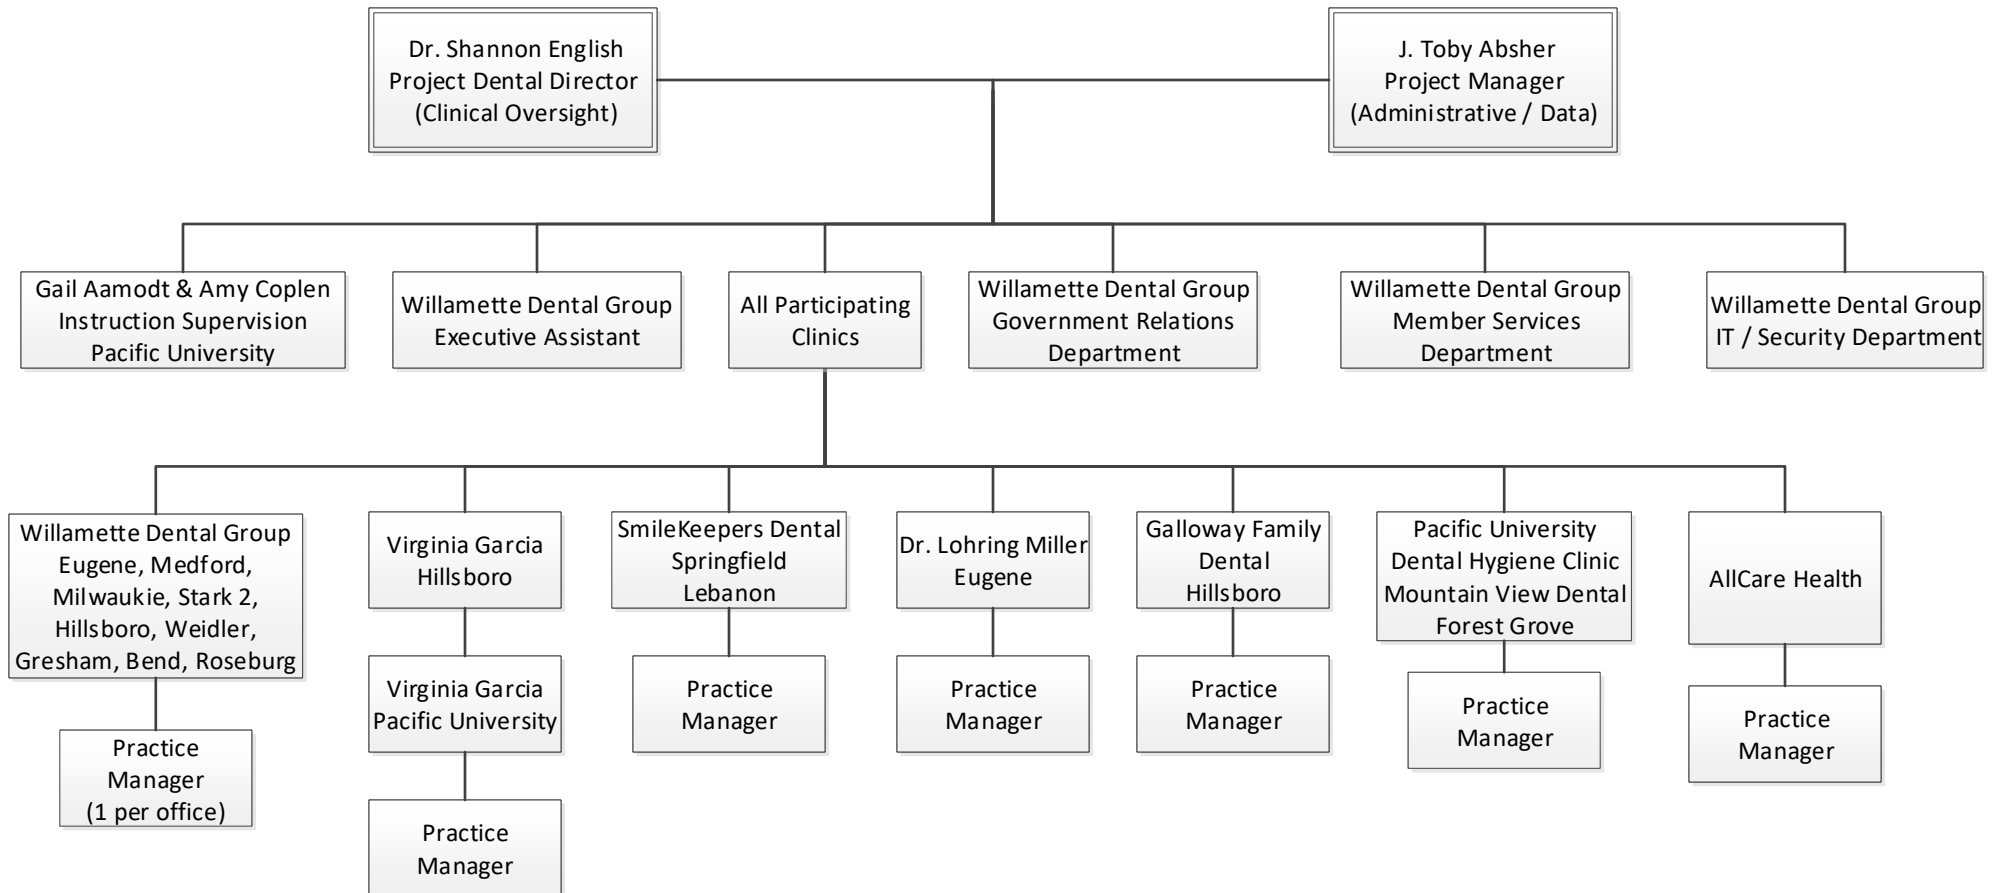 Dr. Shannon English
Project Dental Director
(Clinical Oversight)
J. Toby Absher
Project Manager
(Administrative / Data)
Gail Aamodt & Amy Coplen
Instruction Supervision
Pacific University
Willamette Dental Group
Executive Assistant
All Participating
Clinics
Willamette Dental Group
Government Relations
Department
Willamette Dental Group
Member Services
Department
Willamette Dental Group
IT / Security Department
Willamette Dental Group
Eugene, Medford,
Milwaukie, Stark 2,
Hillsboro, Weidler,
Gresham, Bend, Roseburg
Virginia Garcia
Hillsboro
SmileKeepers Dental
Springfield
Lebanon
Dr. Lohring Miller
Eugene
Galloway Family
Dental
Hillsboro
Pacific University
Dental Hygiene Clinic
Mountain View Dental
Forest Grove
AllCare Health
Practice
Manager
(1 per office)
Virginia Garcia
Pacific University
Practice
Manager
Practice
Manager
Practice
Manager
Practice
Manager
Practice
Manager
Practice
Manager